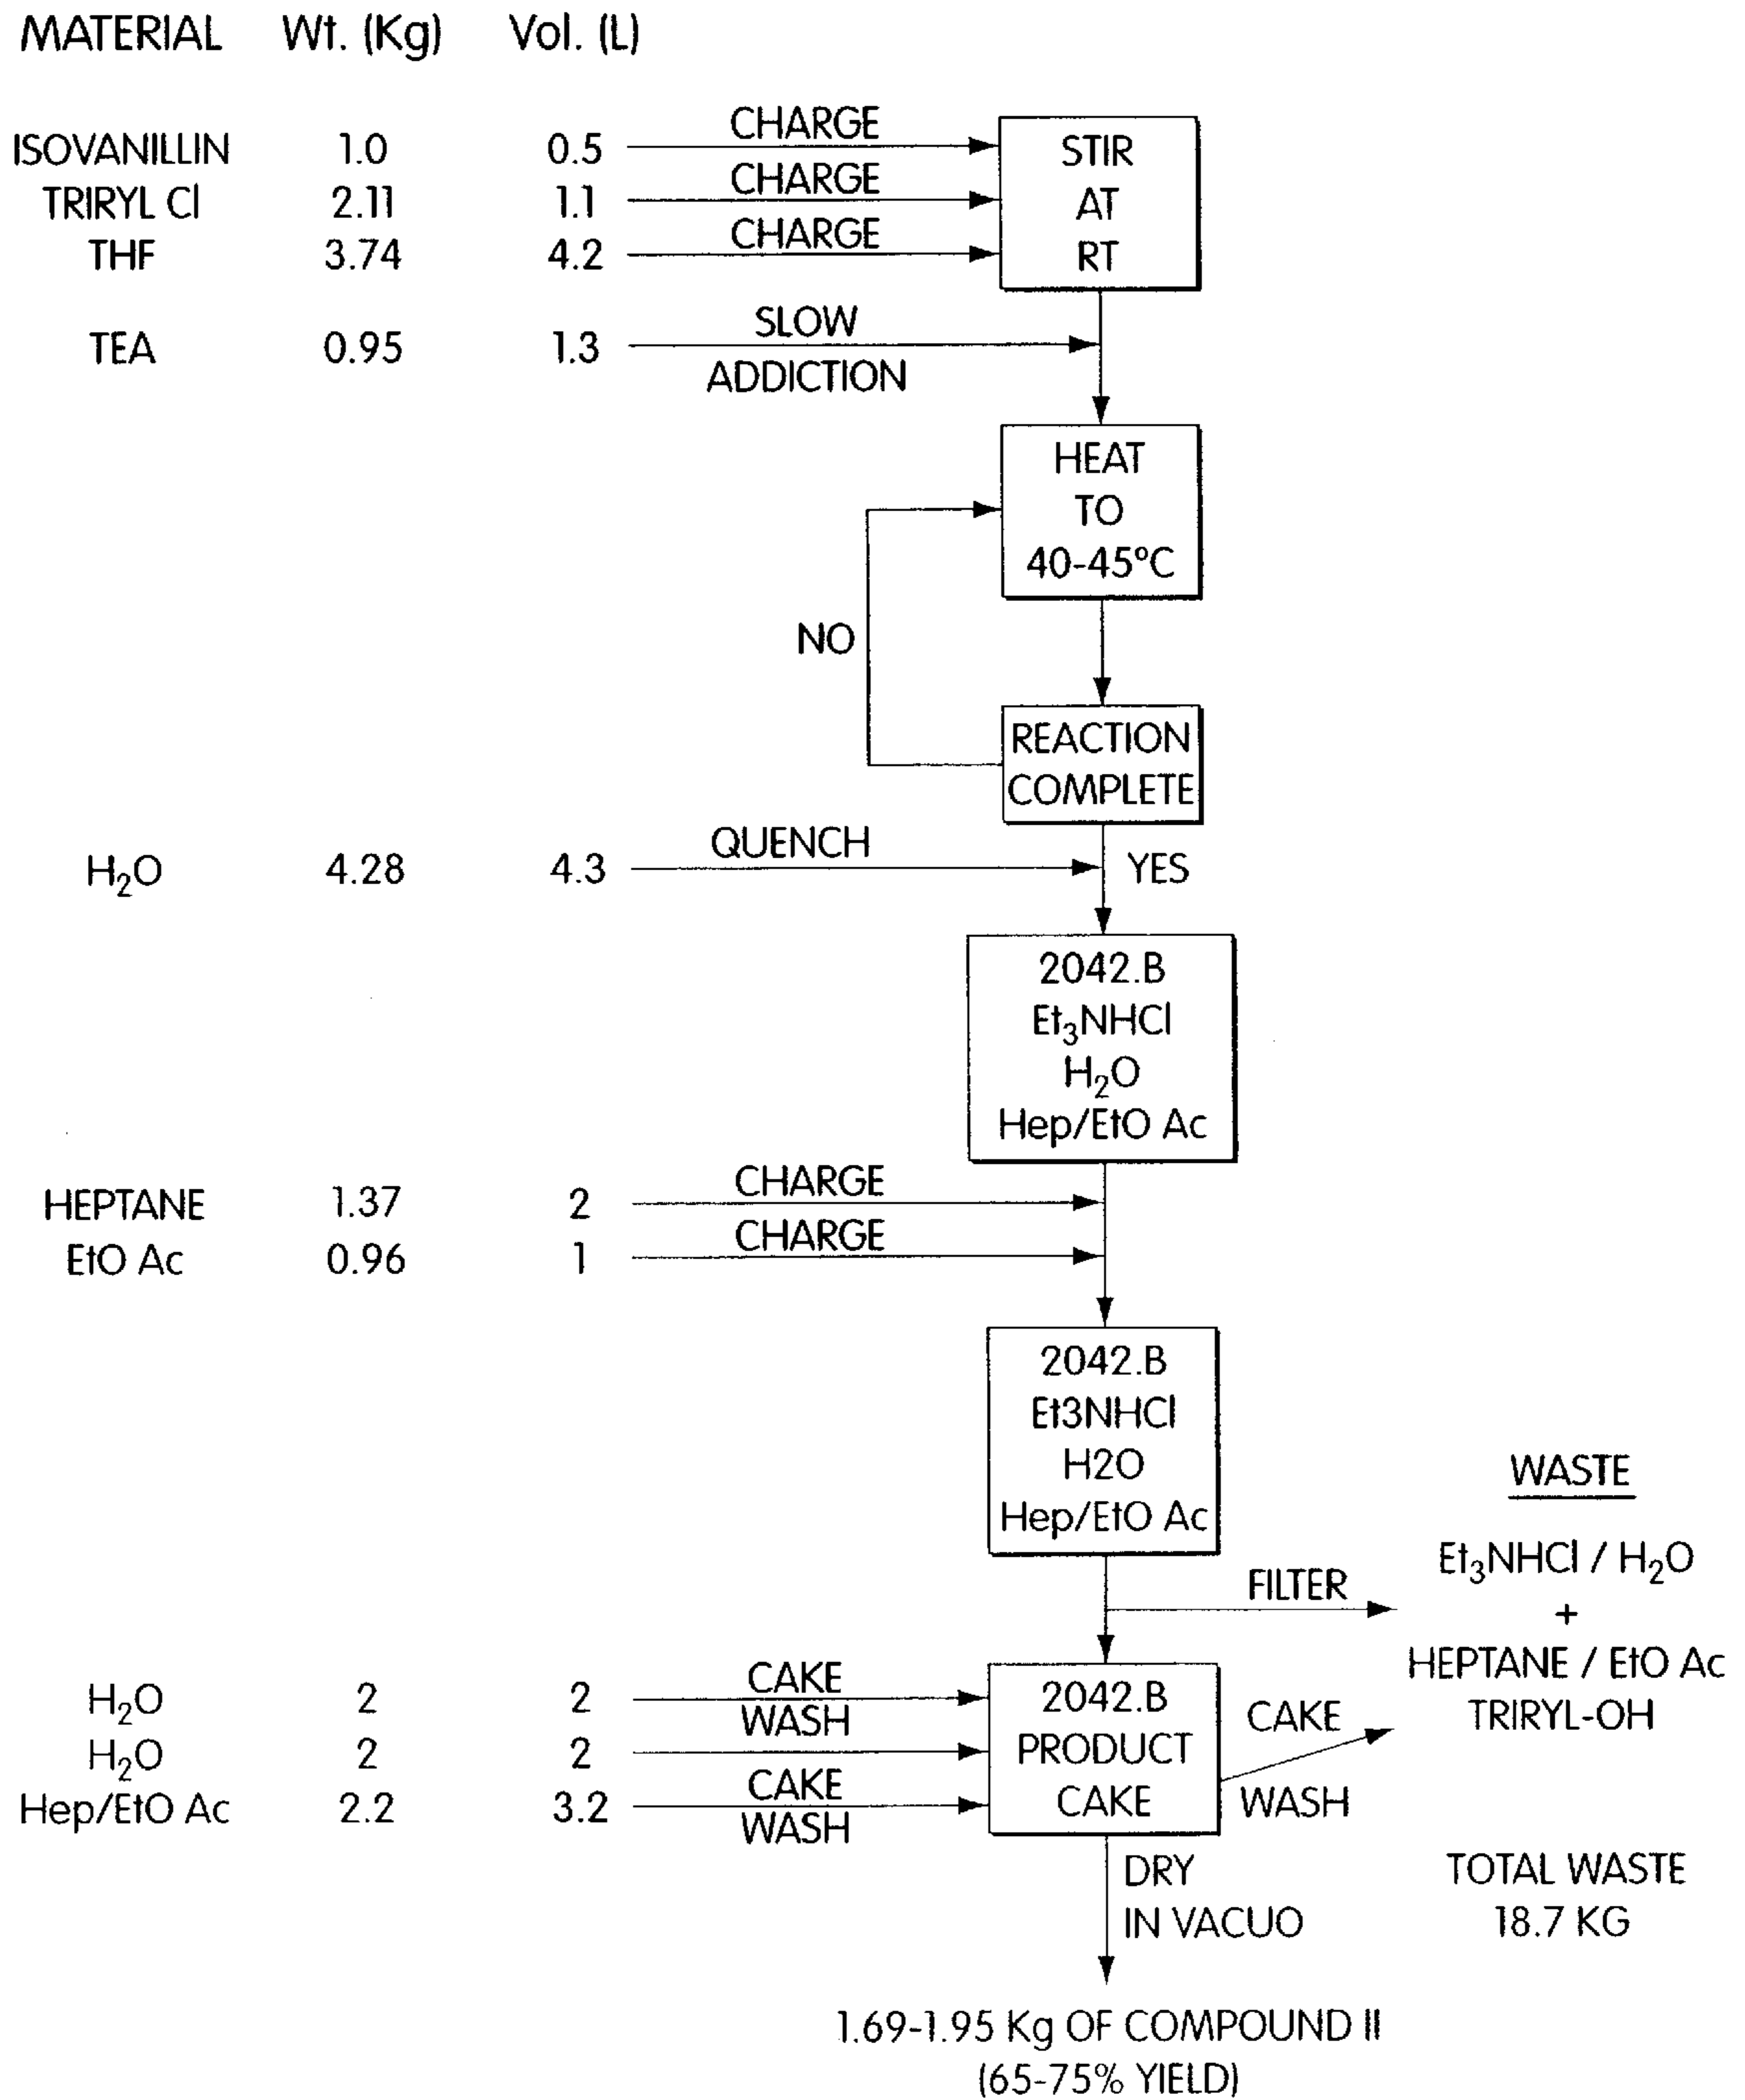 MATERIAL Wt. (Kg) Vol. (L)
ISOVANILLIN 1.0 0.5 CHARGE
TRIRYL Cl 2.11 1.1 CHARGE
THF 3.74 4.2 CHARGE
STIR
AT
RT
TEA 0.95 1.3 SLOW
ADDICTION
HEAT
TO
40-45°C
NO
REACTION
COMPLETE
H₂O 4.28 4.3 QUENCH YES
2042.B
Et₃NHCl
H₂O
Hep/EtO Ac
HEPTANE 1.37 2 CHARGE
EtO Ac 0.96 1 CHARGE
2042.B
Et3NHCl
H2O
Hep/EtO Ac
WASTE
FILTER
Et₃NHCl / H₂O
+
HEPTANE / EtO Ac
TRIRYL-OH
H₂O 2 2 CAKE
WASH
H₂O 2 2
Hep/EtO Ac 2.2 3.2 CAKE
WASH
2042.B
PRODUCT
CAKE
CAKE
WASH
DRY
IN VACUO
TOTAL WASTE
18.7 KG
1.69-1.95 Kg OF COMPOUND II
(65-75% YIELD)